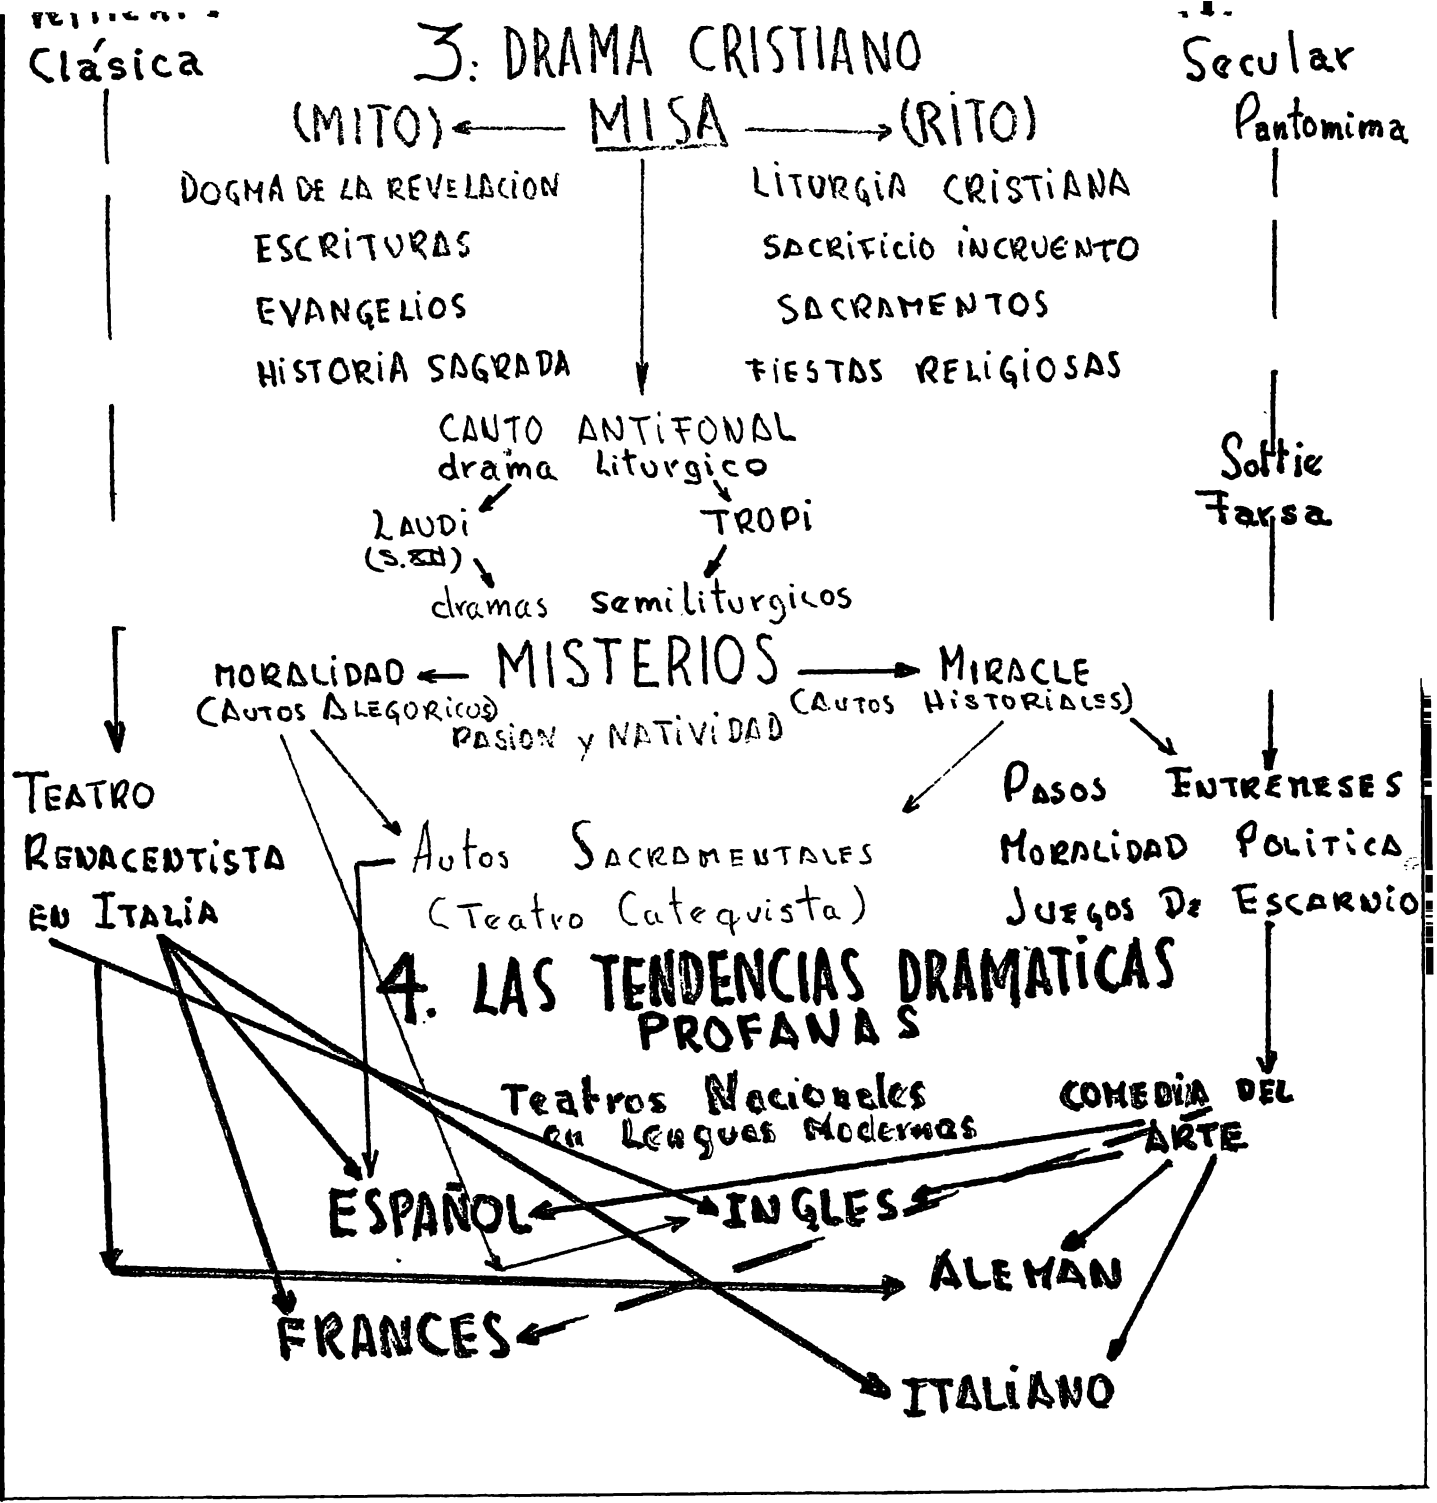 Clásica
3. DRAMA CRISTIANO
Secular
(MITO) MISA (RITO)
Pantomima
DOGMA DE LA REVELACION
LITURGIA CRISTIANA
ESCRITURAS
SACRIFICIO INCRUENTO
EVANGELIOS
SACRAMENTOS
HISTORIA SAGRADA
FIESTAS RELIGIOSAS
CANTO ANTIFONAL
drama liturgico
Sottie
Farsa
LAUDI
TROPI
dramas semiliturgicos
MORALIDAD MISTERIOS MIRACLE
(AUTOS ALEGORICOS)
(AUTOS HISTORIALES)
PASION y NATIVIDAD
TEATRO
RENACENTISTA
EN ITALIA
PASOS ENTREMESES
MORALIDAD POLITICA
JUEGOS DE ESCARNIO
Autos SACRAMENTALES
(Teatro Catequista)
4. LAS TENDENCIAS DRAMATICAS
PROFANAS
Teatros Nacionales
en Lenguas Modernas
COMEDIA DEL
ARTE
ESPAÑOL
INGLES
ALEMAN
FRANCES
ITALIANO